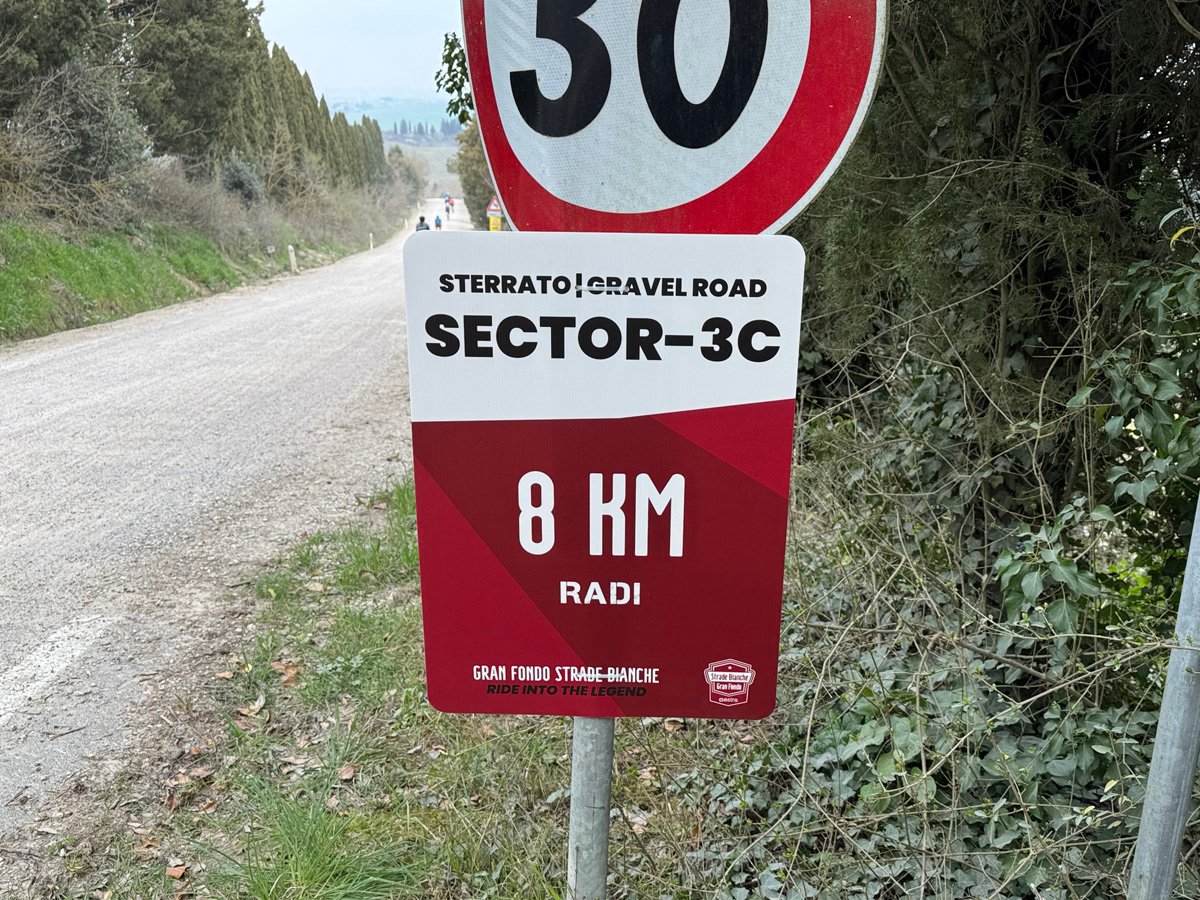 30
STERRATO | GRAVEL ROAD
SECTOR-3C
8 KM
RADI
GRAN FONDO STRADE BIANCHE
RIDE INTO THE LEGEND
Strade Bianche
Gran Fondo
estra